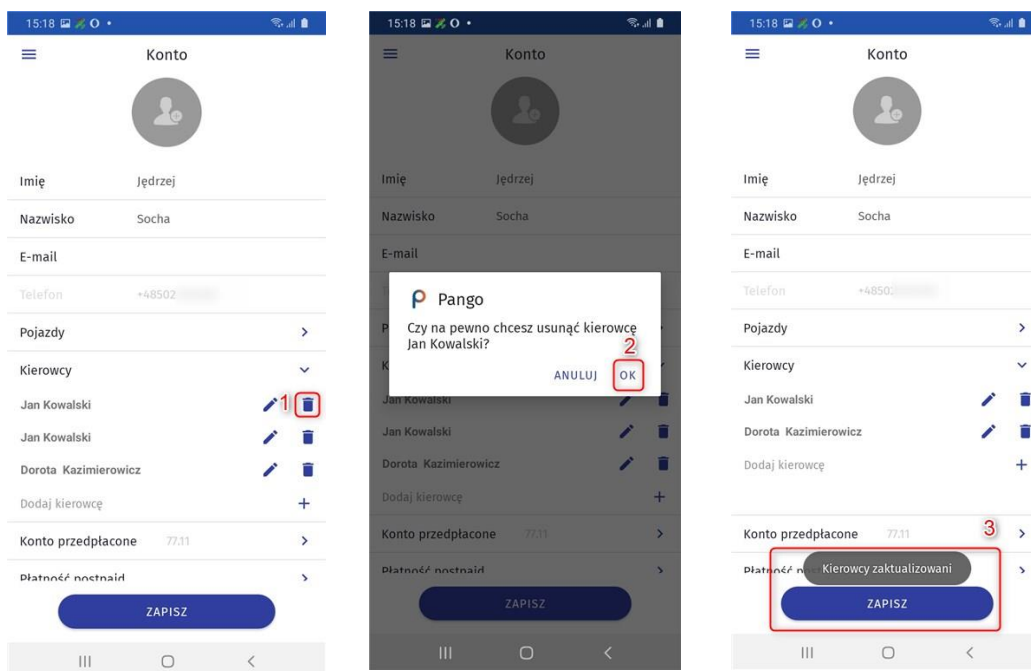 15:18
Konto
Imię Jędrzej
Nazwisko Socha
E-mail
Telefon +48502
Pojazdy
Kierowcy
Jan Kowalski 1
Jan Kowalski
Dorota Kazimierowicz
Dodaj kierowcę
Konto przedpłacone 77.11
Płatność postpaid
ZAPISZ
15:18
Konto
Imię Jędrzej
Nazwisko Socha
E-mail
Pango
Czy na pewno chcesz usunąć kierowcę
Jan Kowalski?
2
ANULUJ OK
Jan Kowalski
Jan Kowalski
Dorota Kazimierowicz
Dodaj kierowcę
Konto przedpłacone 77.11
Płatność postpaid
ZAPISZ
15:18
Konto
Imię Jędrzej
Nazwisko Socha
E-mail
Telefon +4850
Pojazdy
Kierowcy
Jan Kowalski
Dorota Kazimierowicz
Dodaj kierowcę
Konto przedpłacone 77.11 3
Płatność
Kierowcy zaktualizowani
ZAPISZ